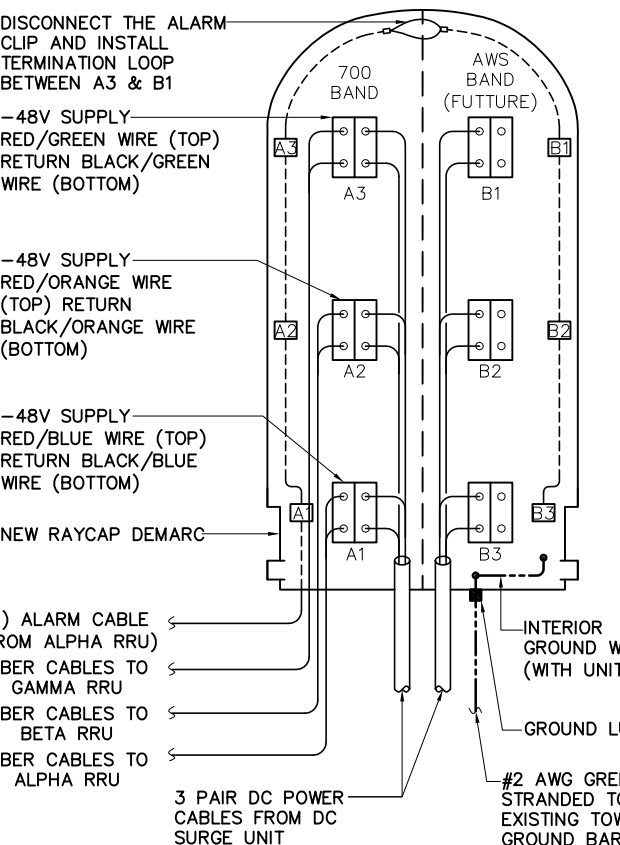 DISCONNECT THE ALARM
CLIP AND INSTALL
TERMINATION LOOP
BETWEEN A3 & B1
700
BAND
AWS
BAND
(FUTTURE)
-48V SUPPLY
RED/GREEN WIRE (TOP)
RETURN BLACK/GREEN
WIRE (BOTTOM)
A3
B1
A3
B1
-48V SUPPLY
RED/ORANGE WIRE
(TOP) RETURN
BLACK/ORANGE WIRE
(BOTTOM)
A2
B2
A2
B2
-48V SUPPLY
RED/BLUE WIRE (TOP)
RETURN BLACK/BLUE
WIRE (BOTTOM)
A1
B3
A1
B3
NEW RAYCAP DEMARC
) ALARM CABLE
ROM ALPHA RRU)
BER CABLES TO
GAMMA RRU
BER CABLES TO
BETA RRU
BER CABLES TO
ALPHA RRU
INTERIOR
GROUND W
(WITH UNIT
GROUND LU
3 PAIR DC POWER
CABLES FROM DC
SURGE UNIT
#2 AWG GREE
STRANDED TO
EXISTING TOW
GROUND BAR